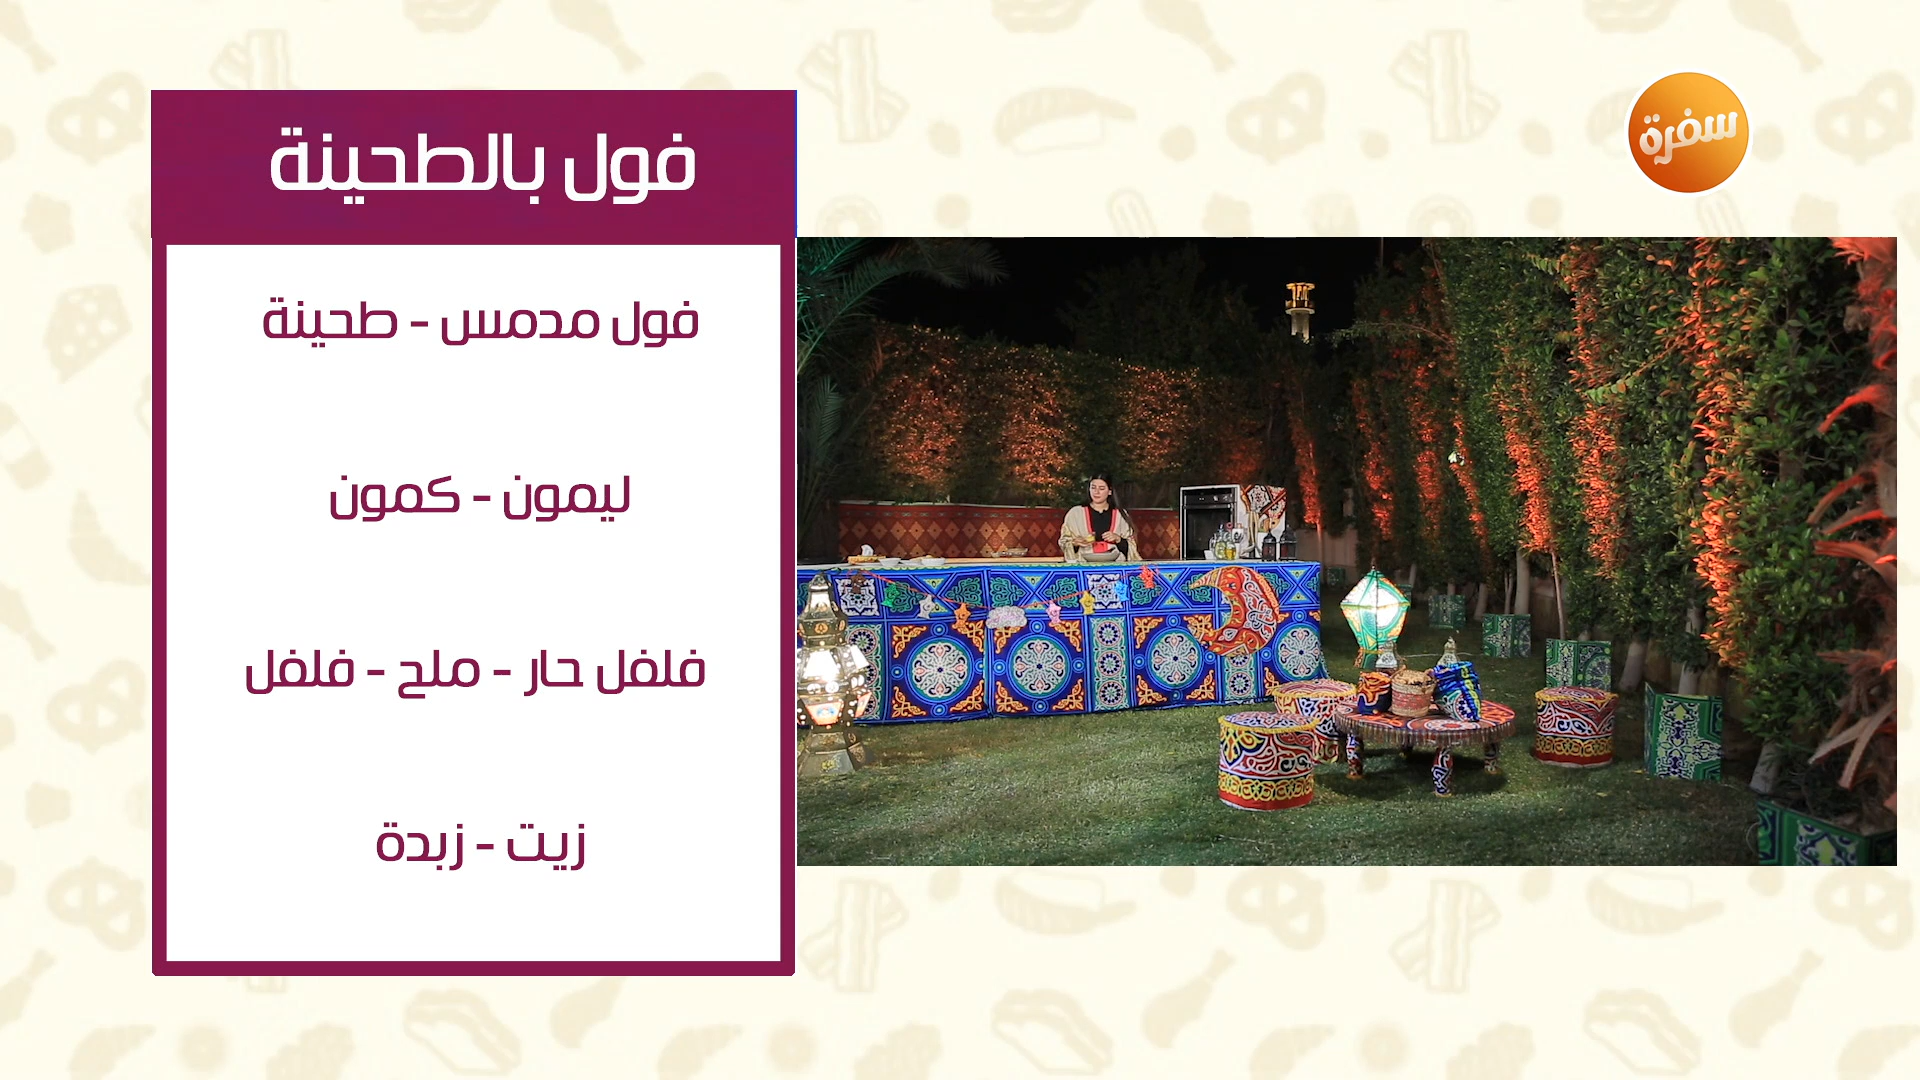 سفرة
فول بالطحينة
فول مدمس - طحينة
ليمون - كمون
فلفل حار - ملح - فلفل
زيت - زبدة